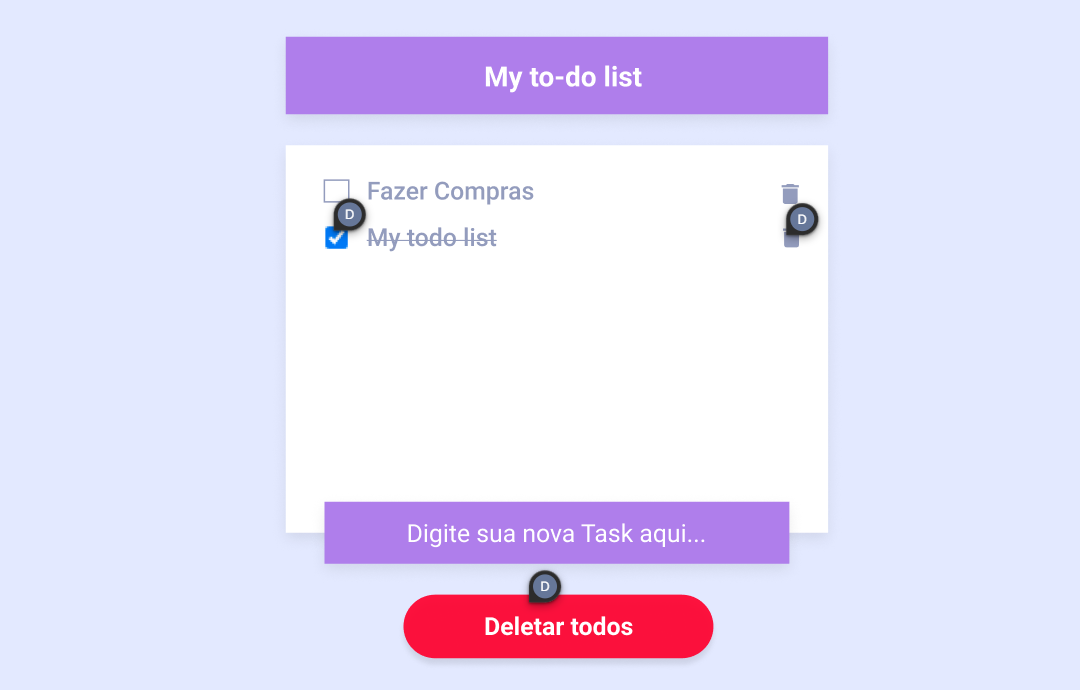 My to-do list
Fazer Compras
D
D
My todo list
Digite sua nova Task aqui...
D
Deletar todos